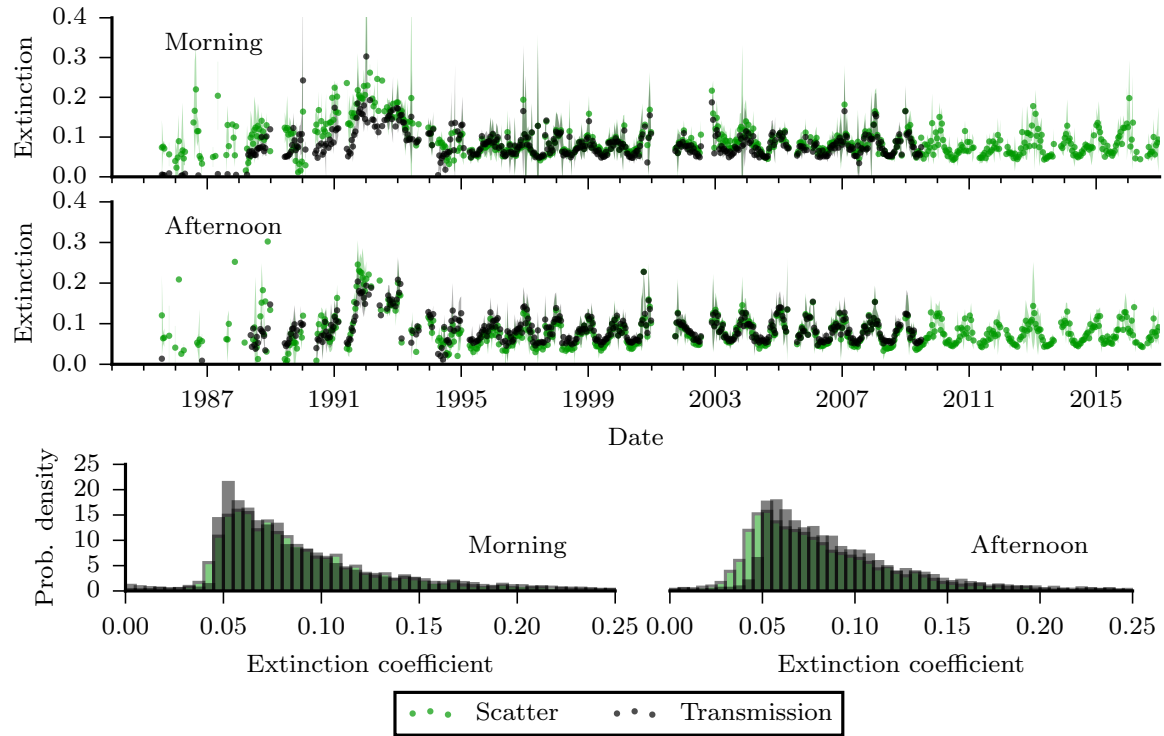 Extinction
0.4
0.3
0.2
0.1
0.0
Morning
Extinction
0.4
0.3
0.2
0.1
0.0
Afternoon
1987 1991 1995 1999 2003 2007 2011 2015
Date
Prob. density
25
20
15
10
5
0
Morning
0.00 0.05 0.10 0.15 0.20 0.25
Extinction coefficient
Afternoon
0.00 0.05 0.10 0.15 0.20 0.25
Extinction coefficient
Scatter Transmission